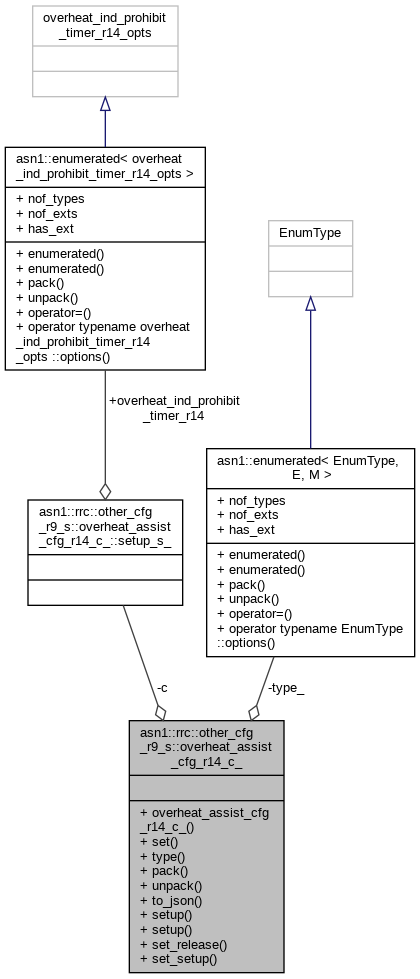 overheat_ind_prohibit
_timer_r14_opts
asn1::enumerated< overheat
_ind_prohibit_timer_r14_opts >
+ nof_types
+ nof_exts
+ has_ext
+ enumerated()
+ enumerated()
+ pack()
+ unpack()
+ operator=()
+ operator typename overheat
_ind_prohibit_timer_r14
_opts ::options()
EnumType
+overheat_ind_prohibit
_timer_r14
asn1::enumerated< EnumType,
E, M >
+ nof_types
+ nof_exts
+ has_ext
+ enumerated()
+ enumerated()
+ pack()
+ unpack()
+ operator=()
+ operator typename EnumType
::options()
asn1::rrc::other_cfg
_r9_s::overheat_assist
_cfg_r14_c_::setup_s_
-c
-type_
asn1::rrc::other_cfg
_r9_s::overheat_assist
_cfg_r14_c_
+ overheat_assist_cfg
_r14_c_()
+ set()
+ type()
+ pack()
+ unpack()
+ to_json()
+ setup()
+ setup()
+ set_release()
+ set_setup()